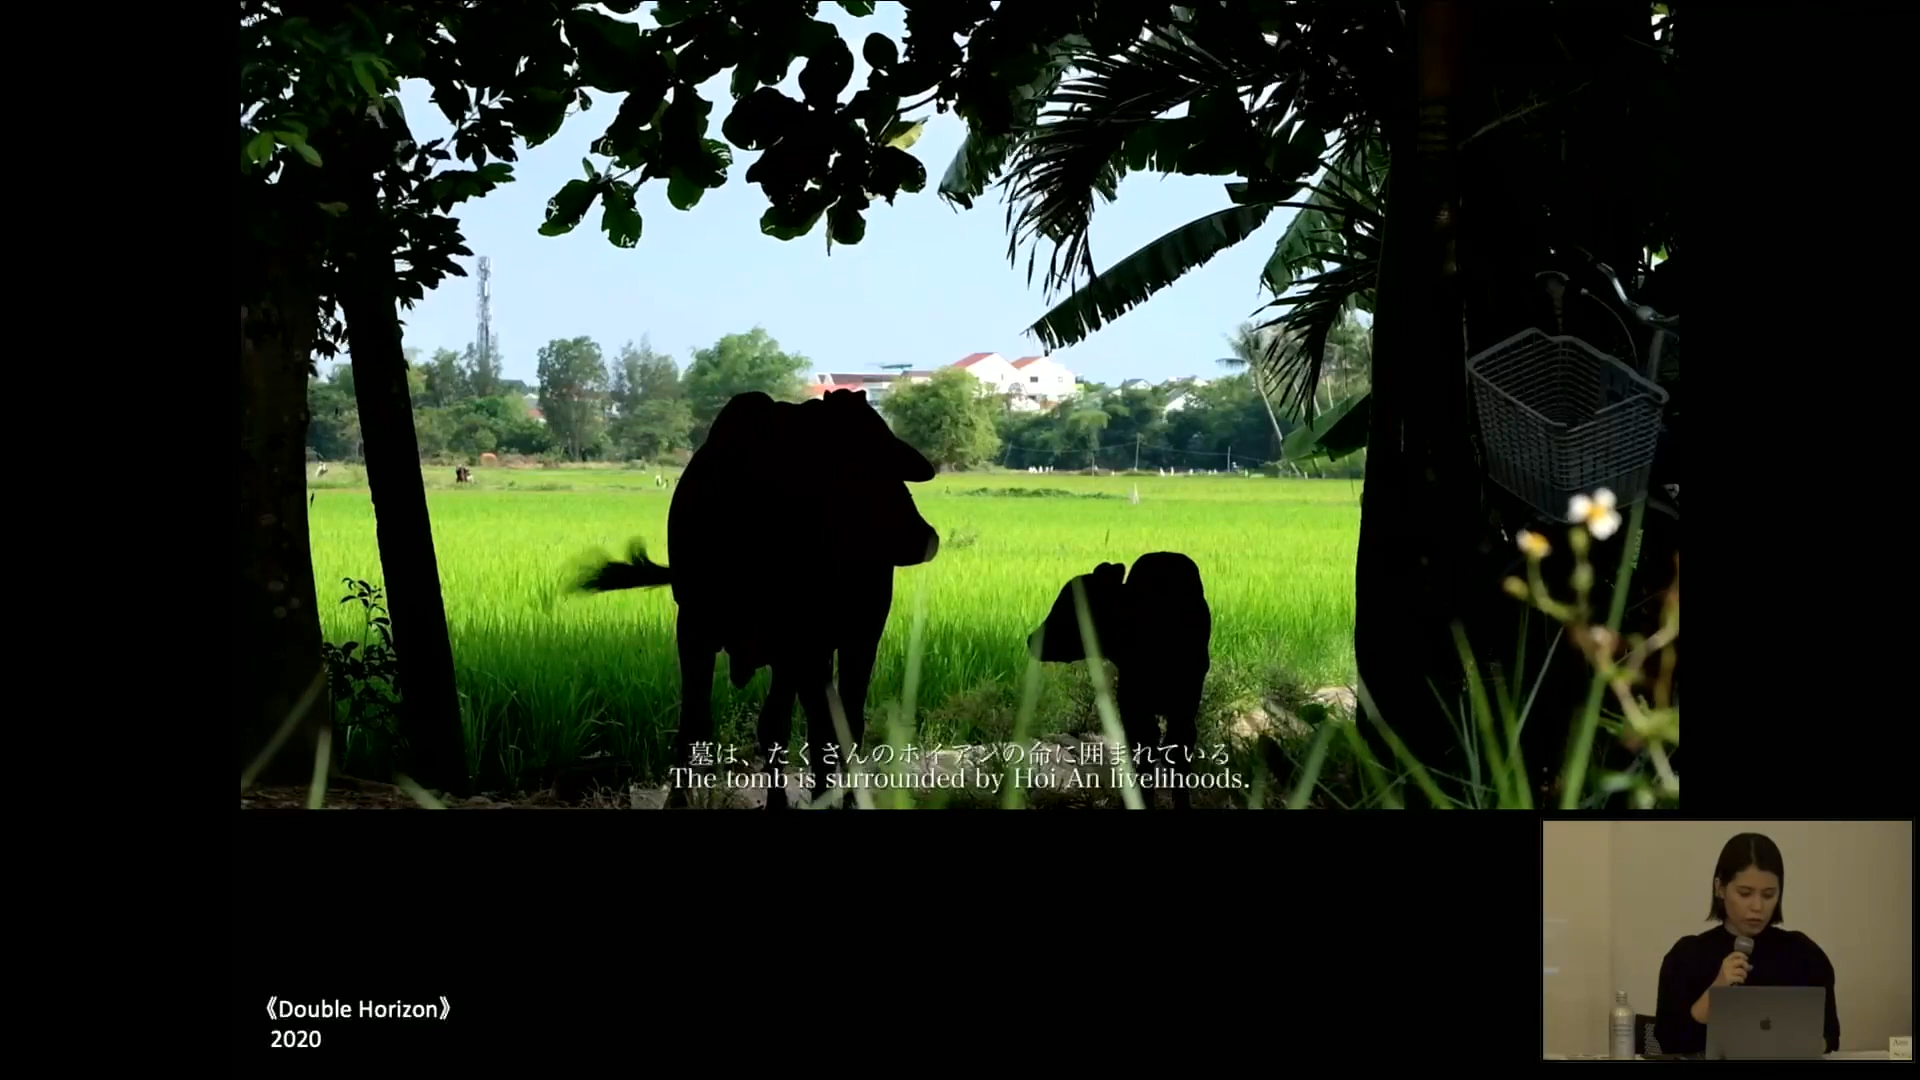 墓は、たくさんのホイアンの命に囲まれている
The tomb is surrounded by Hoi An livelihoods.
《Double Horizon》
2020